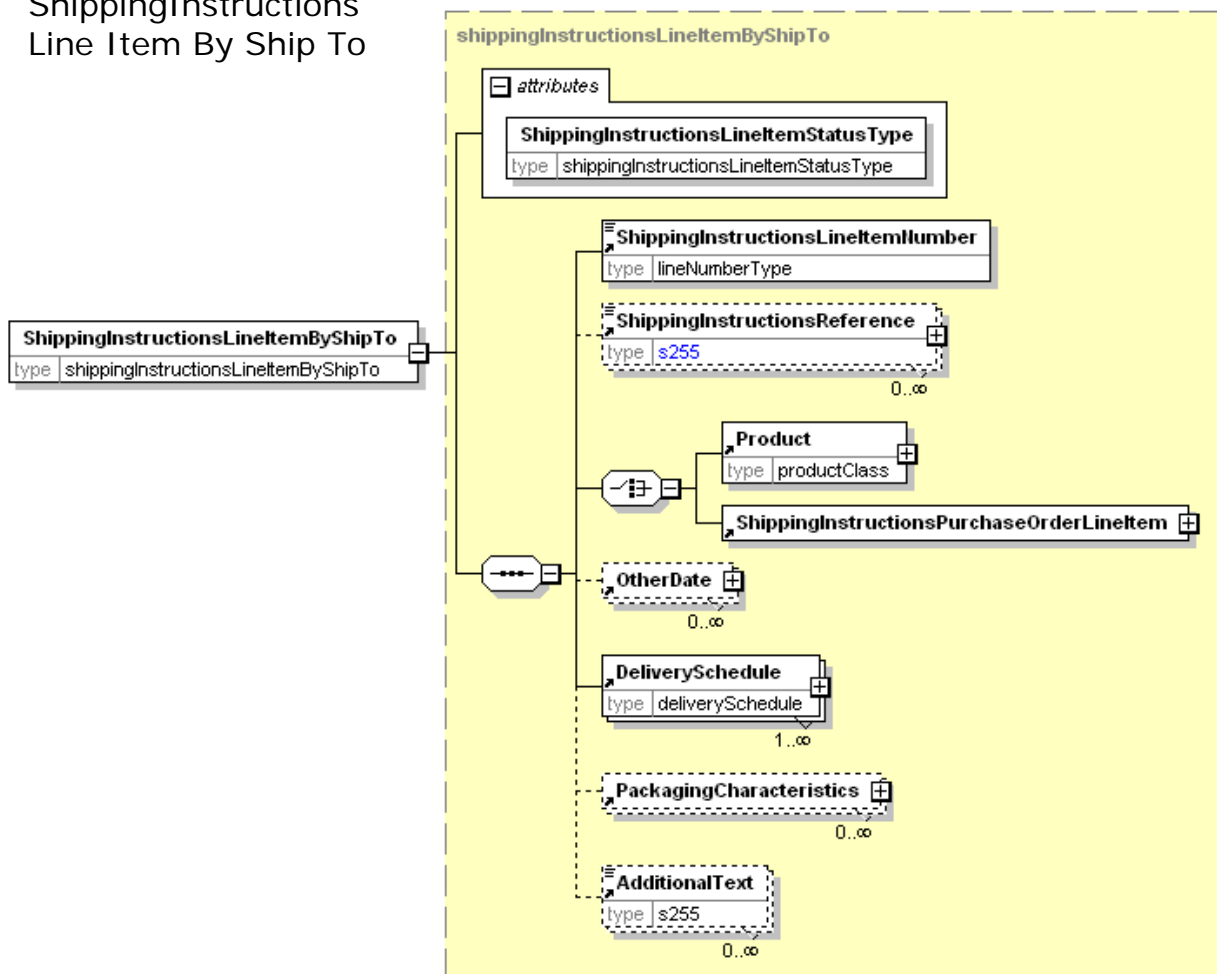 ShippingInstructions
Line Item By Ship To
shippingInstructionsLineItemByShipTo
attributes
ShippingInstructionsLineItemStatusType
type shippingInstructionsLineItemStatusType
ShippingInstructionsLineItemNumber
type lineNumberType
ShippingInstructionsReference
type s255
0..∞
ShippingInstructionsLineItemByShipTo
type shippingInstructionsLineItemByShipTo
Product
type productClass
ShippingInstructionsPurchaseOrderLineItem
OtherDate
0..∞
DeliverySchedule
type deliverySchedule
1..∞
PackagingCharacteristics
0..∞
AdditionalText
type s255
0..∞